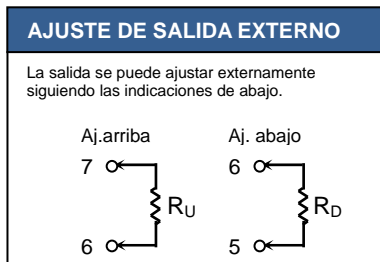 AJUSTE DE SALIDA EXTERNO
La salida se puede ajustar externamente
siguiendo las indicaciones de abajo.
Aj.arriba
7
RU
6
Aj. abajo
6
RD
5